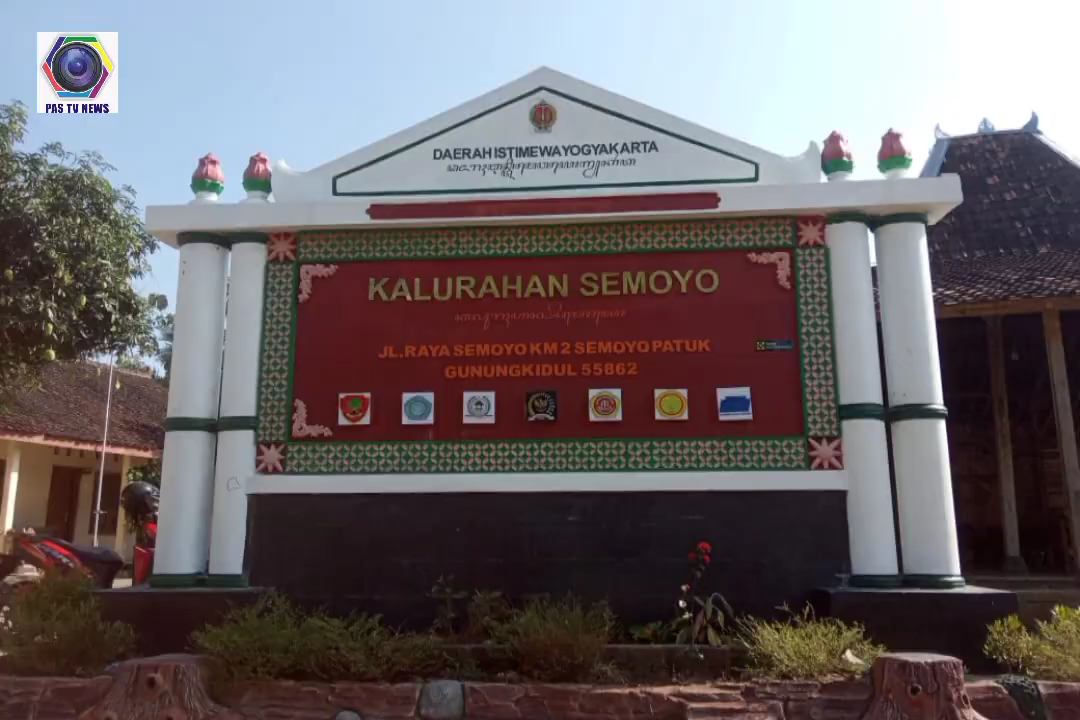 PAS TV NEWS
DAERAH ISTIMEWA YOGYAKARTA
KALURAHAN SEMOYO
JL.RAYA SEMOYO KM 2 SEMOYO PATUK
GUNUNGKIDUL 55862